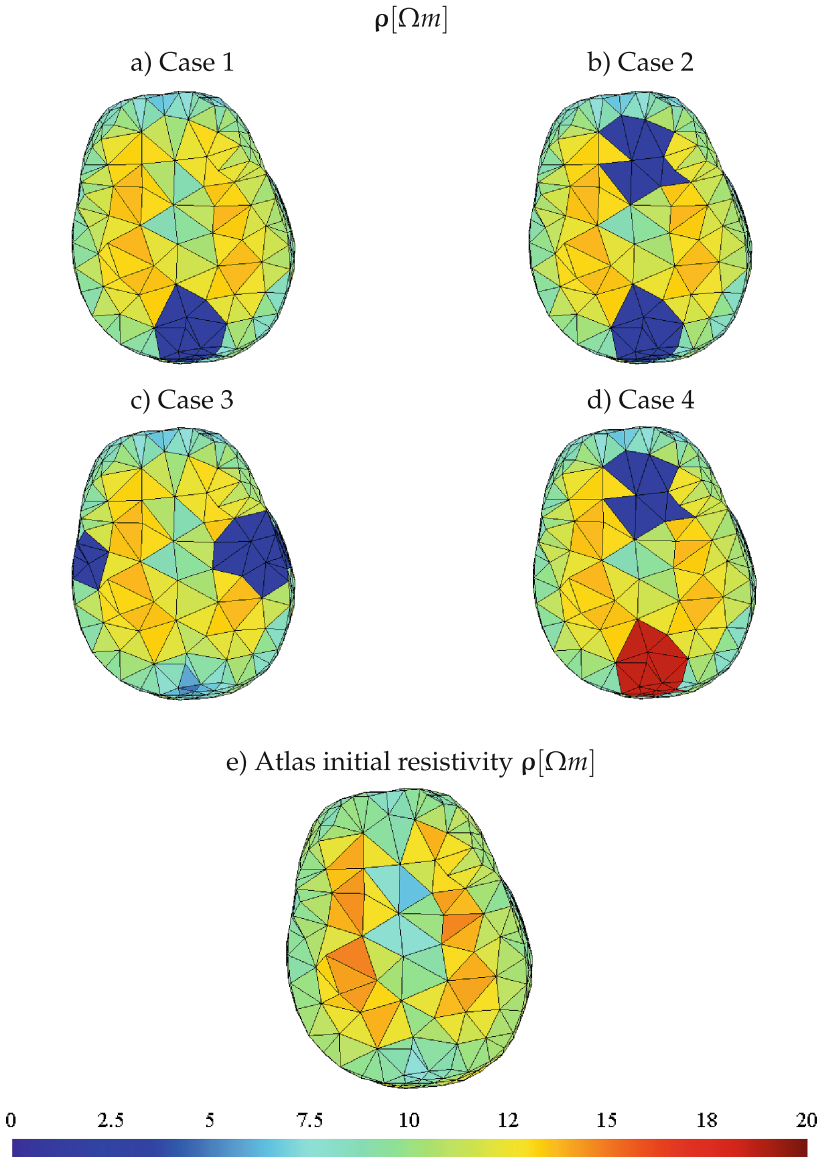 ρ[Ωm]
a) Case 1
b) Case 2
c) Case 3
d) Case 4
e) Atlas initial resistivity ρ[Ωm]
0 2.5 5 7.5 10 12 15 18 20